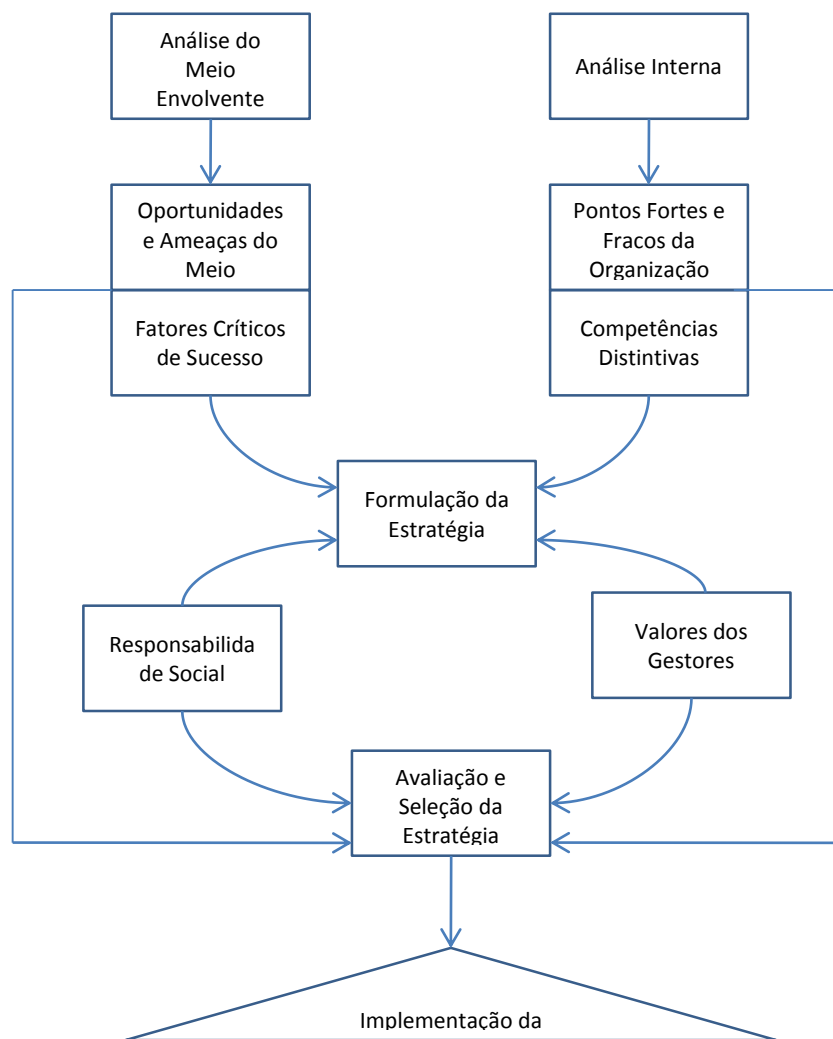 Análise do
Meio
Envolvente
Análise Interna
Oportunidades
e Ameaças do
Meio
Pontos Fortes e
Fracos da
Organização
Fatores Críticos
de Sucesso
Competências
Distintivas
Formulação da
Estratégia
Responsabilida
de Social
Valores dos
Gestores
Avaliação e
Seleção da
Estratégia
Implementação da